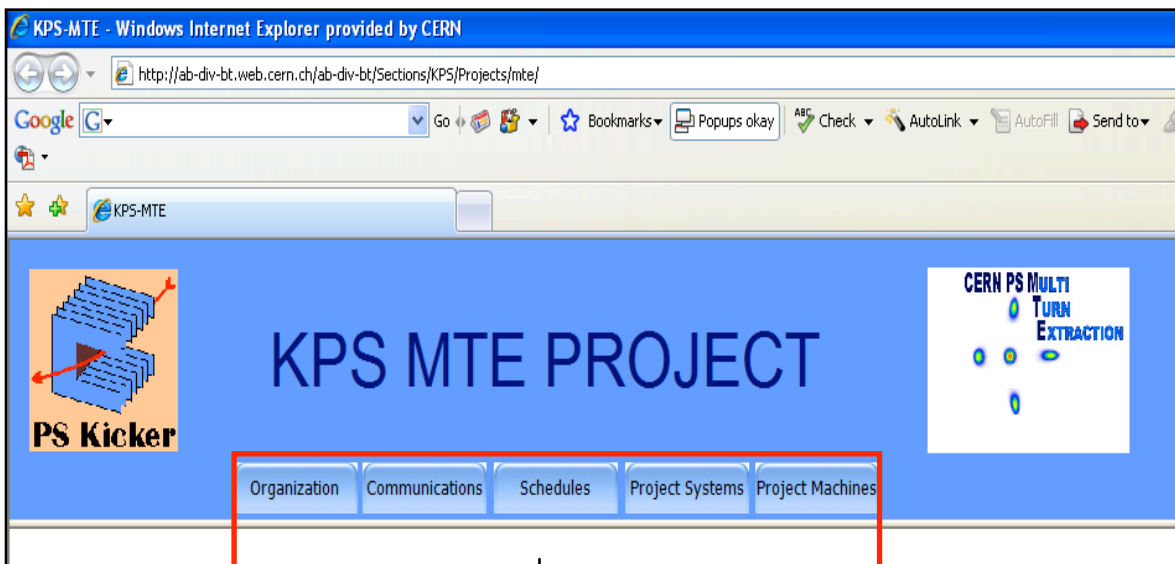 KPS-MTE - Windows Internet Explorer provided by CERN
http://ab-div-bt.web.cern.ch/ab-div-bt/Sections/KPS/Projects/mte/
Google G Go Bookmarks Popups okay ABC Check AutoLink AutoFill Send to
KPS-MTE
PS Kicker
KPS MTE PROJECT
CERN PS MULTI
TURN
EXTRACTION
Organization Communications Schedules Project Systems Project Machines